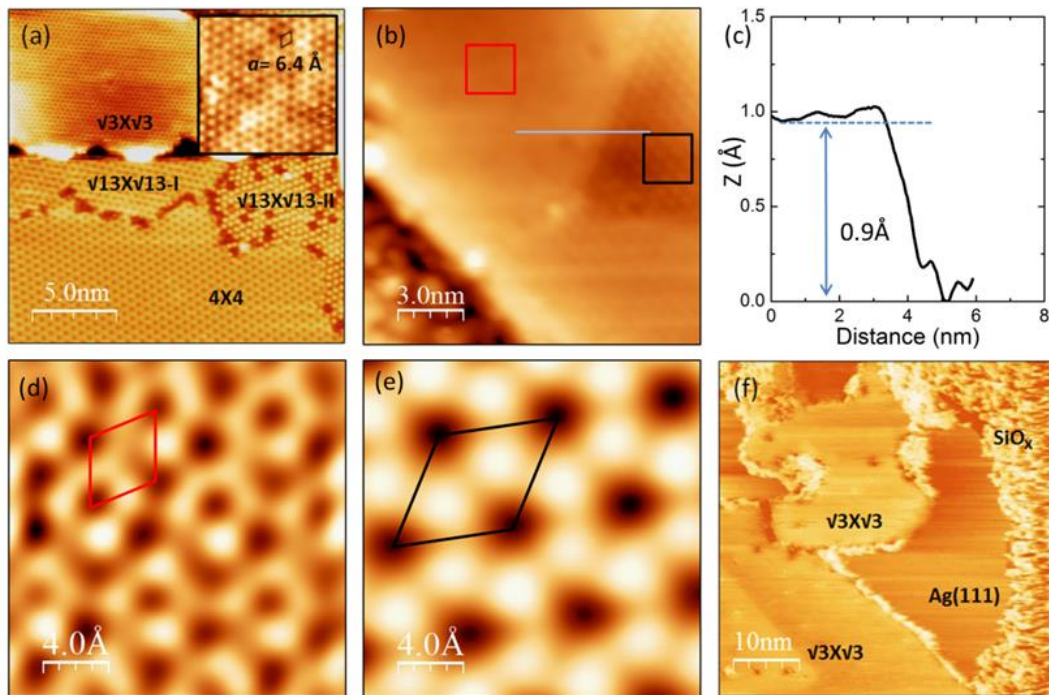 (a)
a= 6.4 Å
√3X√3
√13X√13-I
√13X√13-II
4X4
5.0nm
(b)
3.0nm
(c)
1.5
1.0
0.5
0.0
Z (Å)
0.9Å
0 2 4 6 8
Distance (nm)
(d)
4.0Å
(e)
4.0Å
(f)
SiOx
√3X√3
Ag(111)
10nm
√3X√3